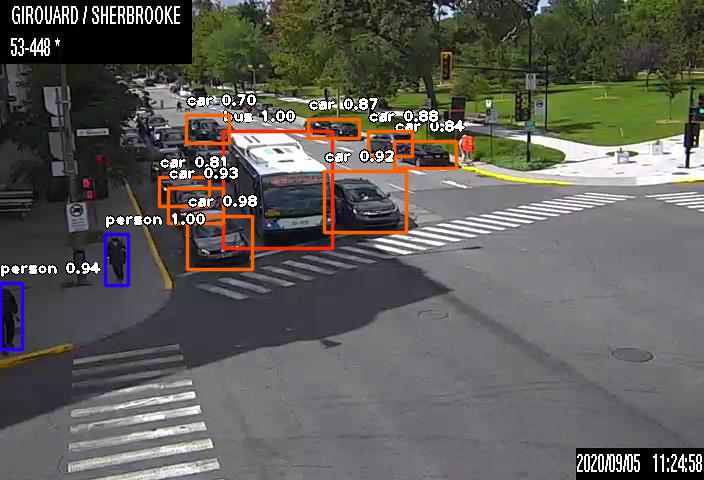 GIROUARD / SHERBROOKE
53-448 *
car 0.70
bus 1.00
car 0.87
car 0.88
car 0.84
car 0.92
car 0.81
car 0.93
car 0.98
person 1.00
person 0.94
2020/09/05 11:24:58